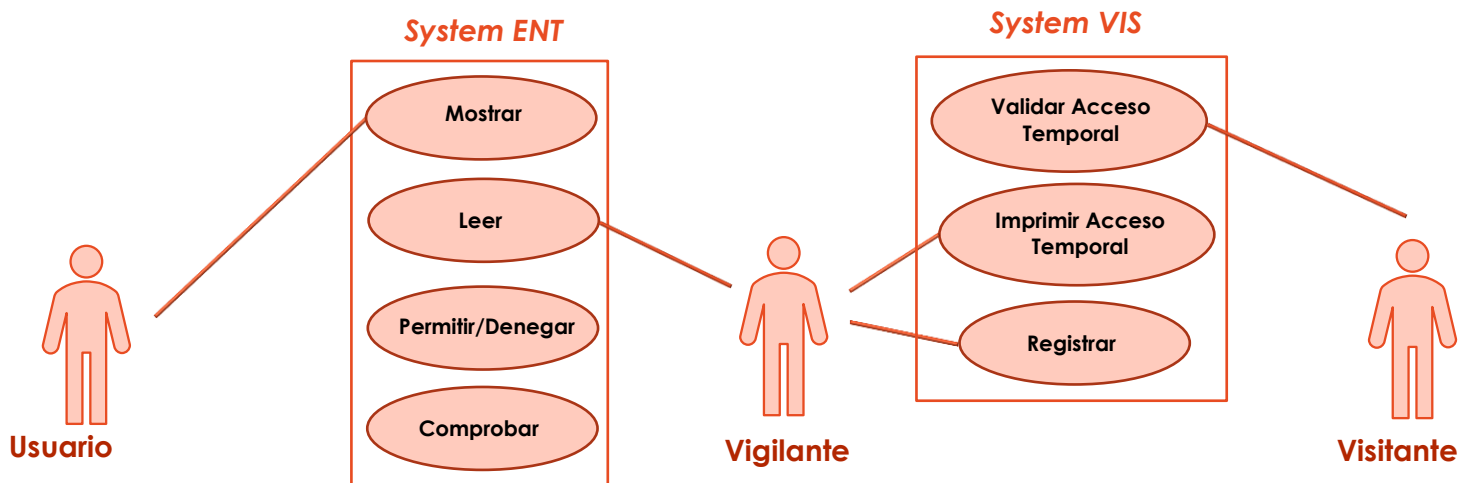 System ENT
Mostrar
Leer
Permitir/Denegar
Comprobar
System VIS
Validar Acceso
Temporal
Imprimir Acceso
Temporal
Registrar
Usuario
Vigilante
Visitante